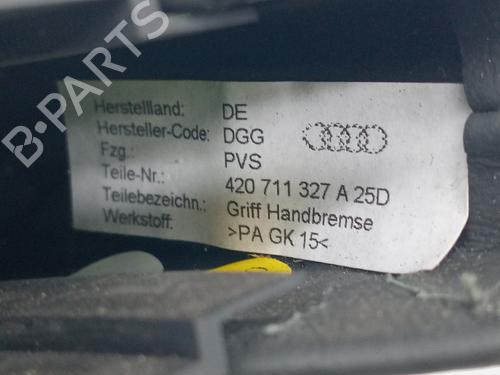 B-PARTS
Herstellland: DE
Hersteller-Code: DGG
Fzg.: PVS
Teile-Nr.: 420 711 327 A 25D
Teilebezeichn.: Griff Handbremse
Werkstoff: >PA GK 15<